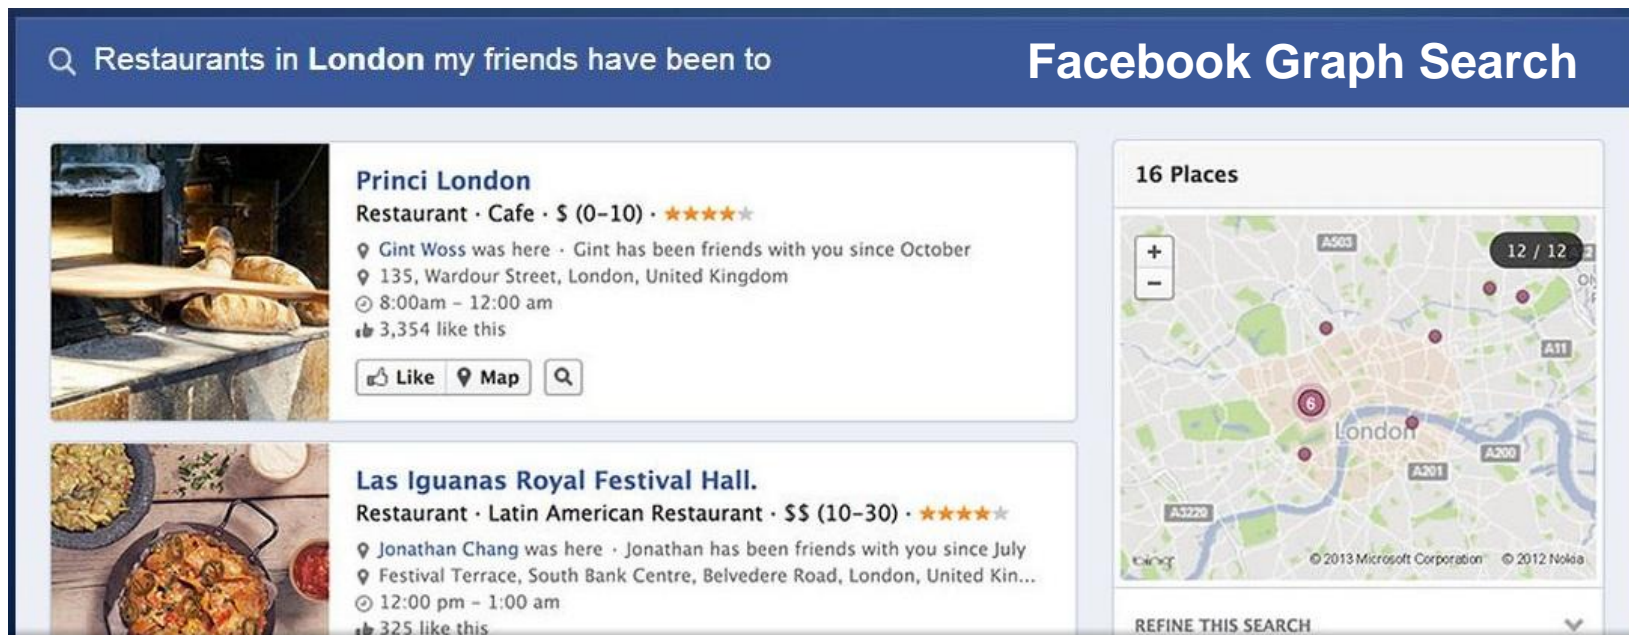 Restaurants in London my friends have been to
Facebook Graph Search
Princi London
Restaurant · Cafe · $ (0-10) ·
Gint Woss was here · Gint has been friends with you since October
135, Wardour Street, London, United Kingdom
8:00am - 12:00 am
3,354 like this
Like
Map
Las Iguanas Royal Festival Hall.
Restaurant · Latin American Restaurant · $$ (10-30) ·
Jonathan Chang was here · Jonathan has been friends with you since July
Festival Terrace, South Bank Centre, Belvedere Road, London, United Kin...
12:00 pm - 1:00 am
325 like this
16 Places
+
−
A503
12 / 12
A11
6
London
A200
A201
A3220
bing
© 2013 Microsoft Corporation © 2012 Nokia
REFINE THIS SEARCH